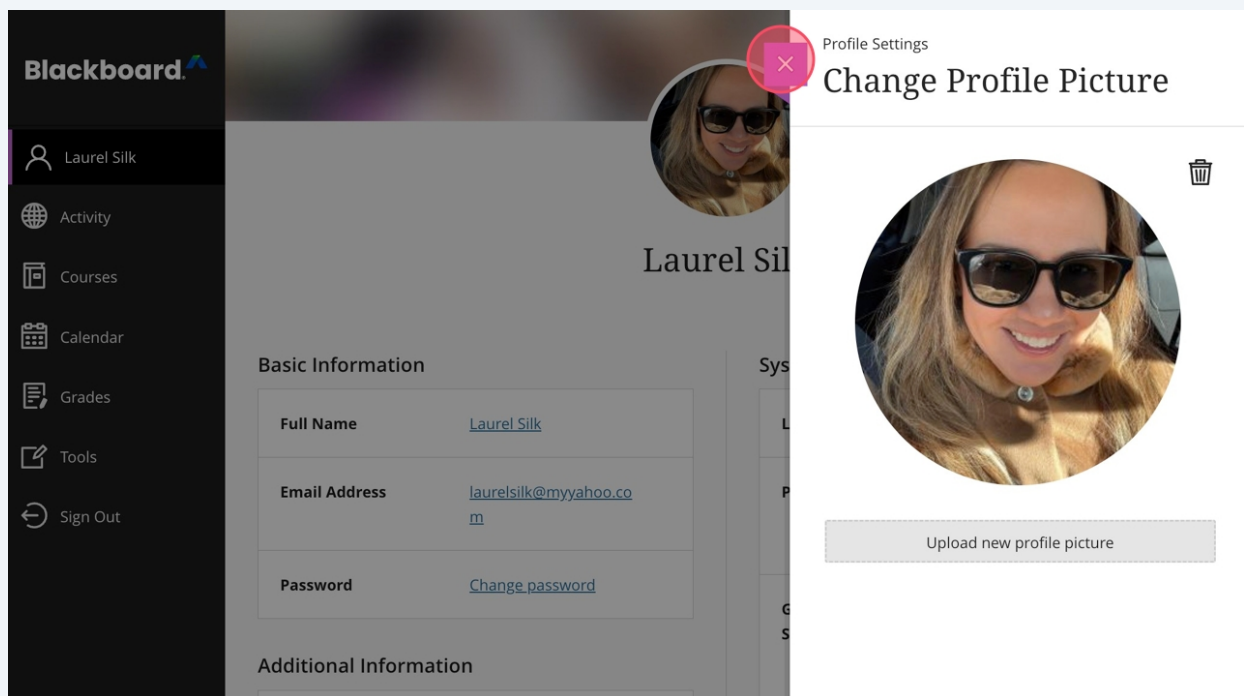 Blackboard
Laurel Silk
Activity
Courses
Calendar
Grades
Tools
Sign Out
Laurel Sil
Basic Information
Full Name
Laurel Silk
Email Address
laurelsilk@myyahoo.co
m
Password
Change password
Additional Information
Sys
L
P
G
S
Profile Settings
Change Profile Picture
Upload new profile picture